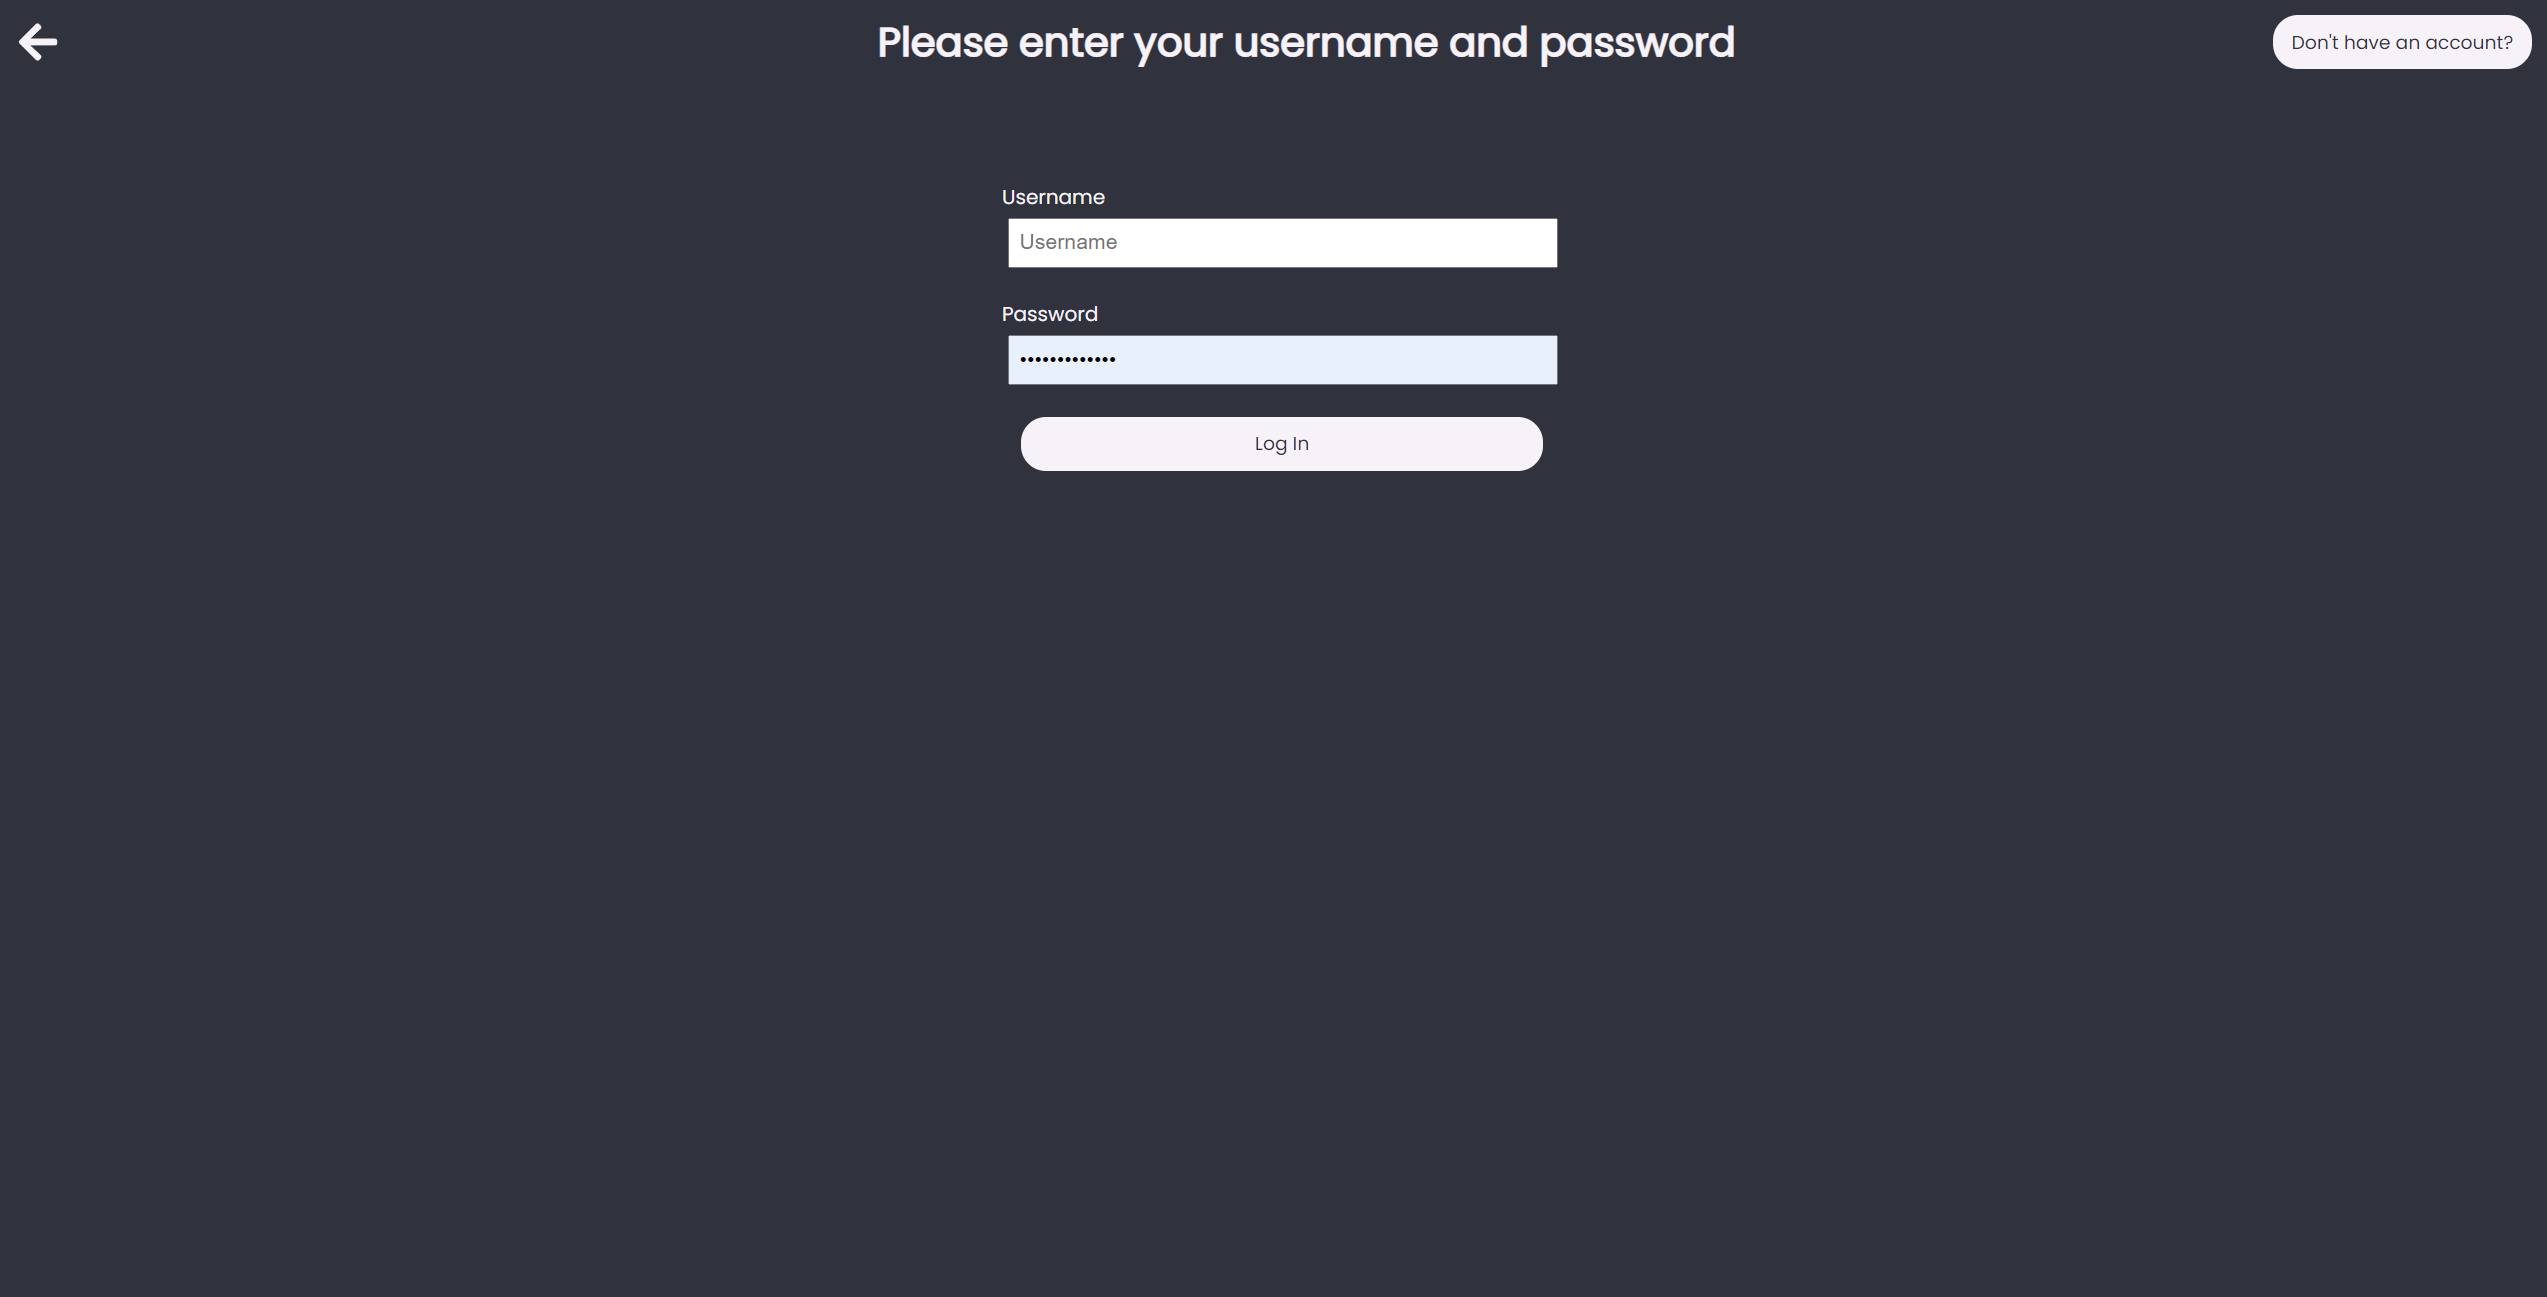 Please enter your username and password
Don't have an account?
Username
Username
Password
•••••••••••••
Log In